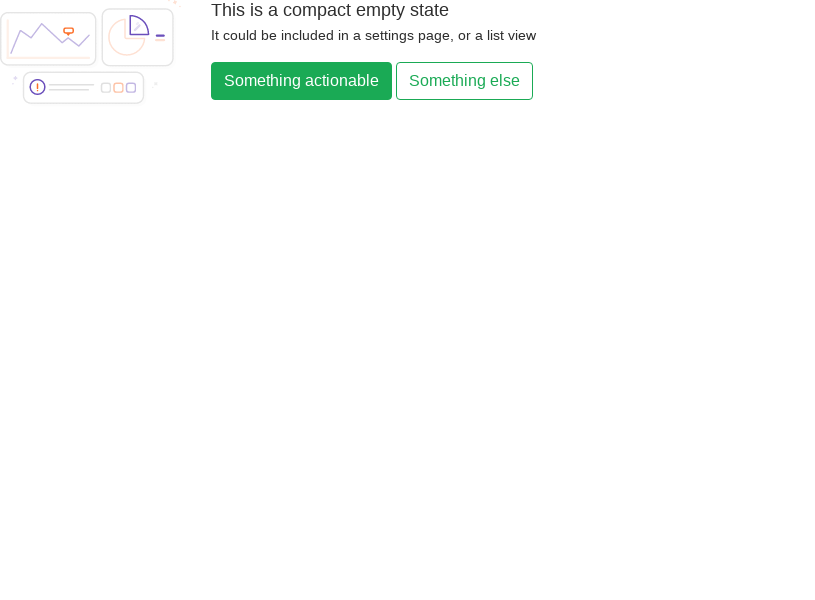 This is a compact empty state
It could be included in a settings page, or a list view
Something actionable
Something else